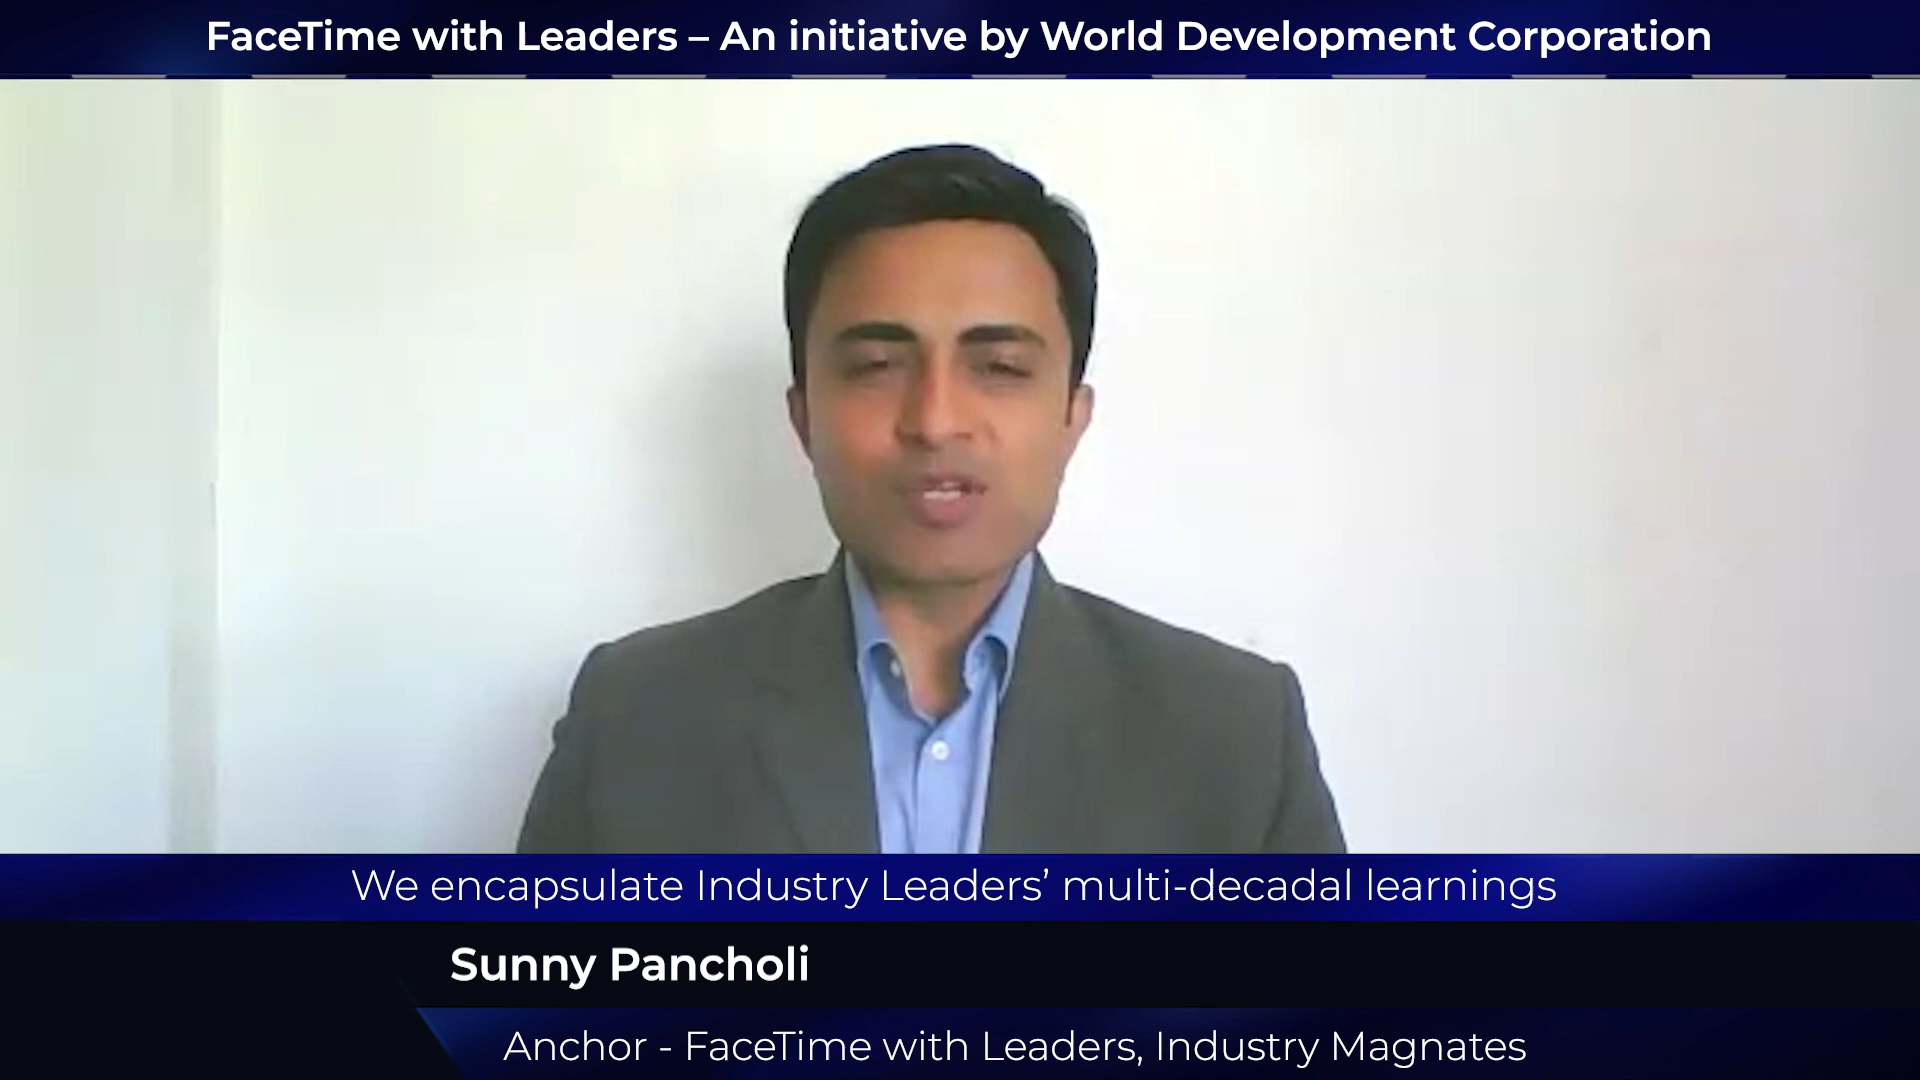 FaceTime with Leaders – An initiative by World Development Corporation
We encapsulate Industry Leaders’ multi-decadal learnings
Sunny Pancholi
Anchor - FaceTime with Leaders, Industry Magnates